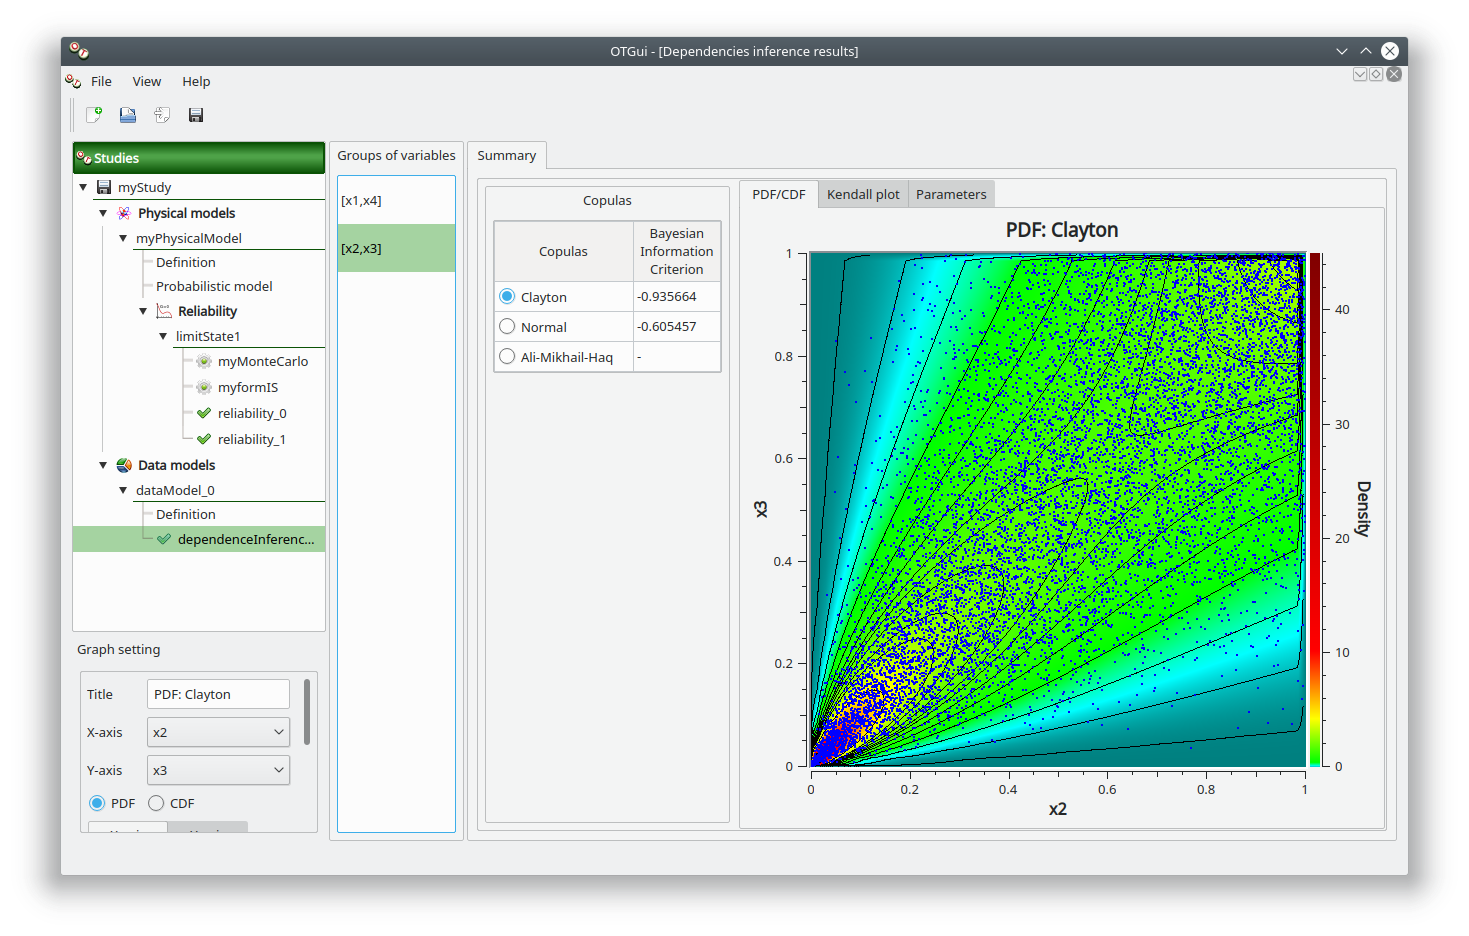 OTGui - [Dependencies inference results]
File View Help
Studies
myStudy
Physical models
myPhysicalModel
Definition
Probabilistic model
Reliability
limitState1
myMonteCarlo
myformIS
reliability_0
reliability_1
Data models
dataModel_0
Definition
dependenceInferenc...
Graph setting
Title PDF: Clayton
X-axis x2
Y-axis x3
PDF CDF
Groups of variables
[x1,x4]
[x2,x3]
Summary
Copulas
Copulas
Bayesian
Information
Criterion
Clayton -0.935664
Normal -0.605457
Ali-Mikhail-Haq -
PDF/CDF Kendall plot Parameters
PDF: Clayton
1
0.8
0.6
0.4
0.2
0
x3
0 0.2 0.4 0.6 0.8 1
x2
40
30
20
10
0
Density